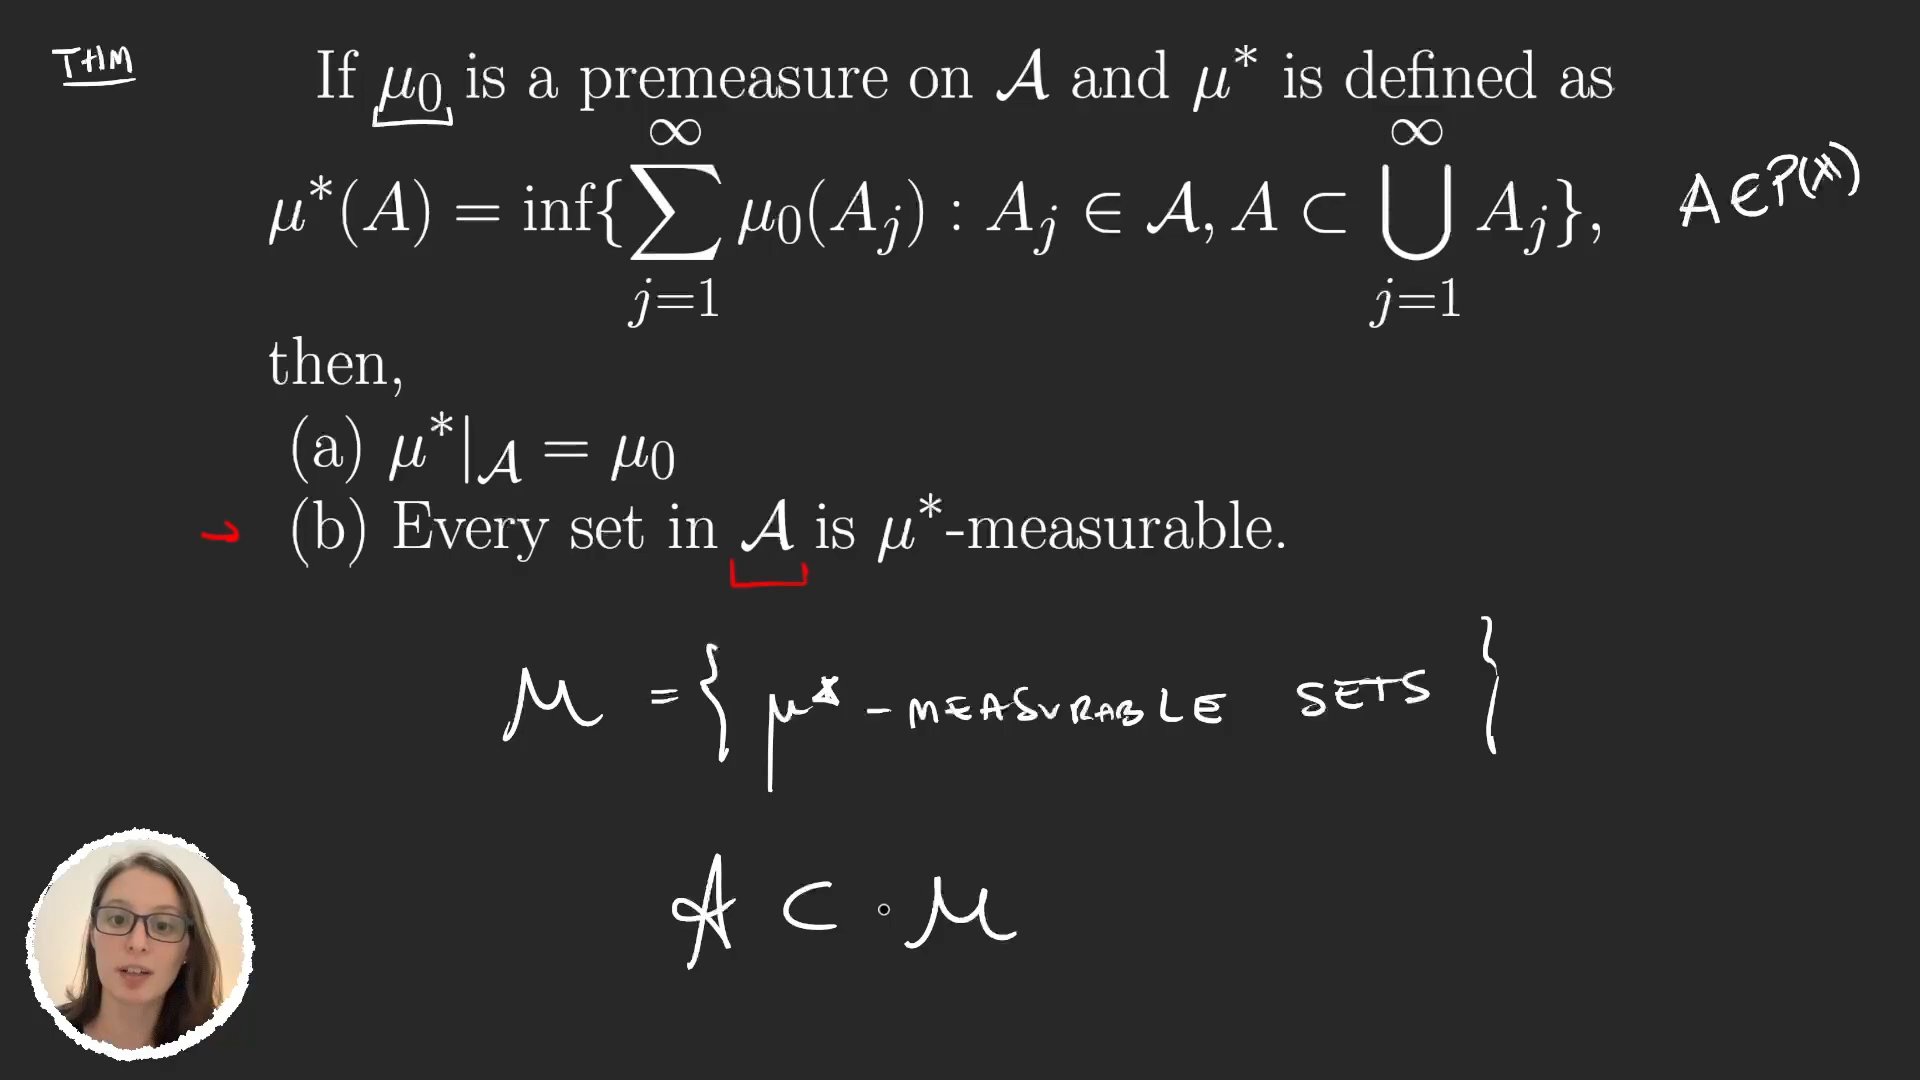 THM
If μ₀ is a premeasure on 𝒜 and μ* is defined as
μ*(A) = inf{∑_{j=1}^{∞} μ₀(A_j) : A_j ∈ 𝒜, A ⊂ ⋃_{j=1}^{∞} A_j}, A ∈ P(X)
then,
(a) μ*|_𝒜 = μ₀
→ (b) Every set in 𝒜 is μ*-measurable.
ℳ = { μ* - MEASURABLE SETS }
𝒜 ⊂ ℳ